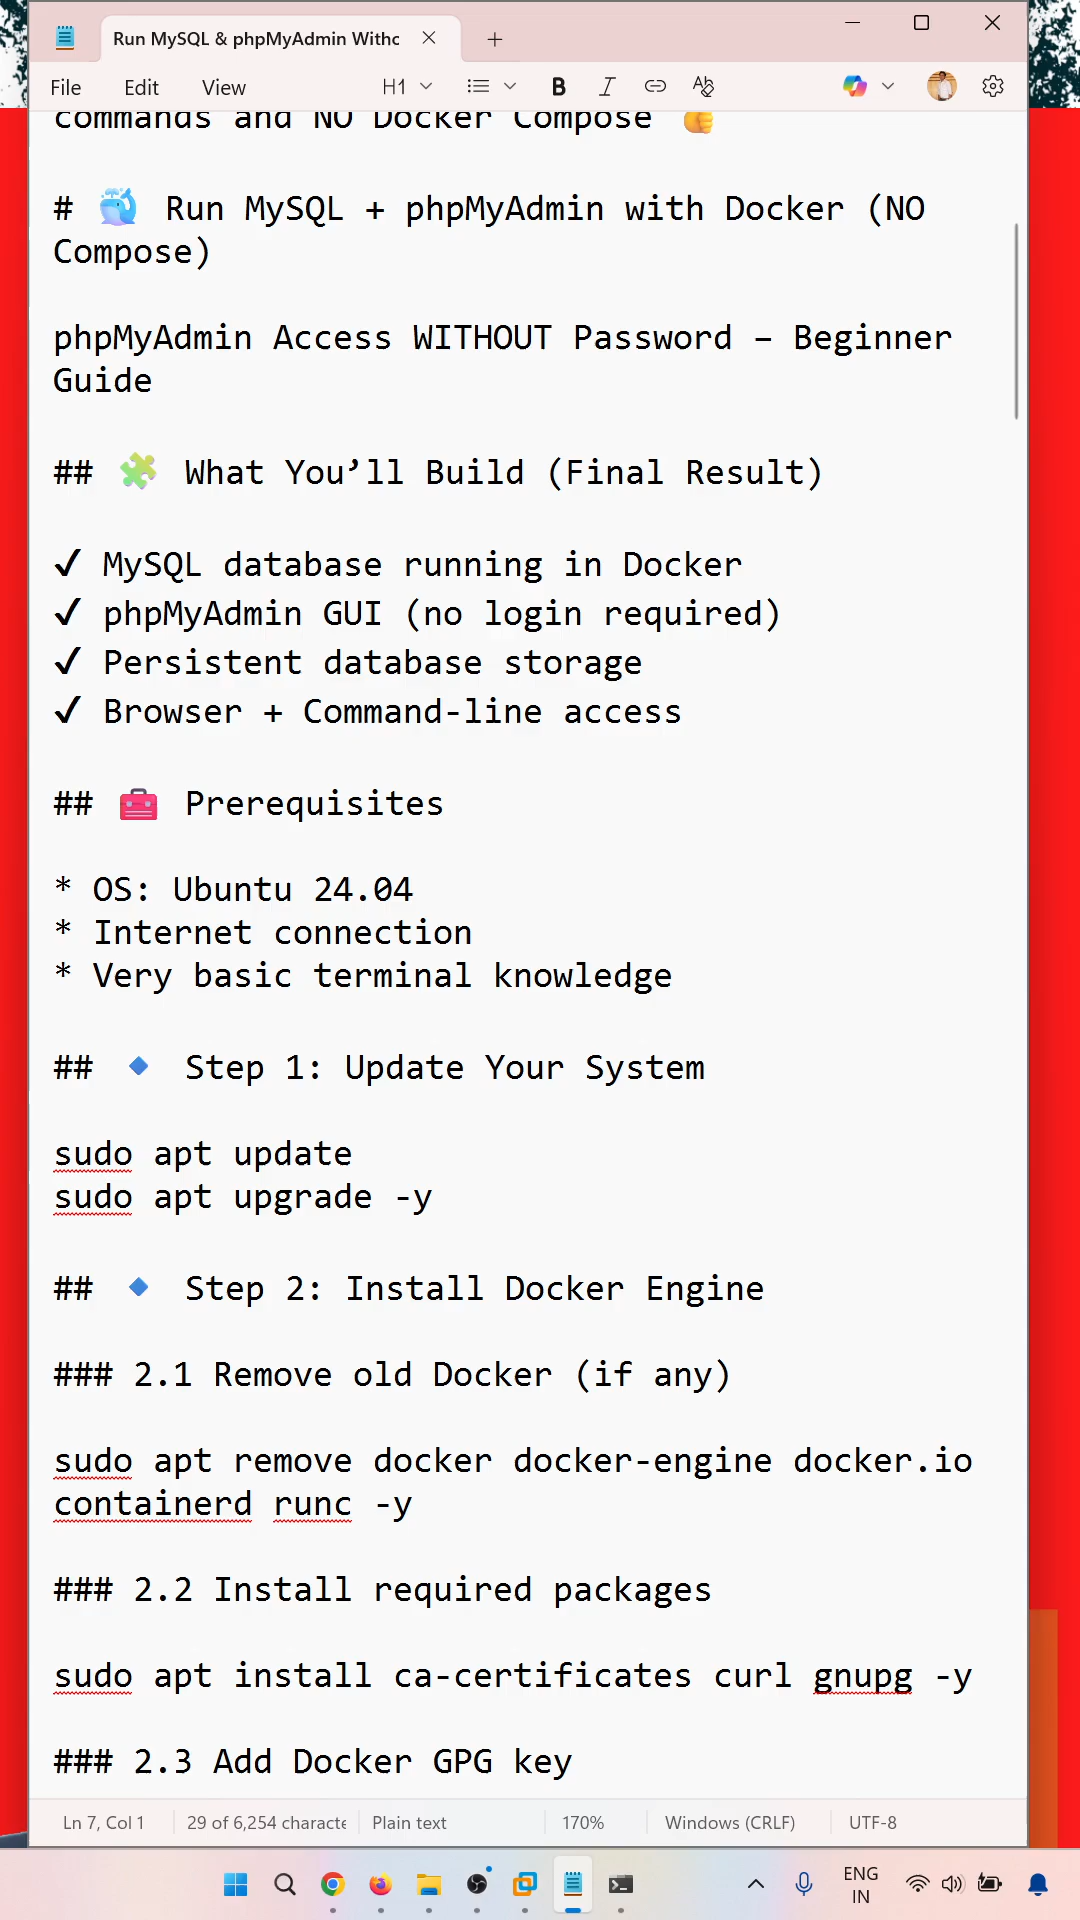 Run MySQL & phpMyAdmin Withc
File Edit View H1 B I
commands and NO Docker Compose 👍
# 🐳 Run MySQL + phpMyAdmin with Docker (NO
Compose)
phpMyAdmin Access WITHOUT Password – Beginner
Guide
## 🧩 What You’ll Build (Final Result)
✔ MySQL database running in Docker
✔ phpMyAdmin GUI (no login required)
✔ Persistent database storage
✔ Browser + Command-line access
## 🧰 Prerequisites
* OS: Ubuntu 24.04
* Internet connection
* Very basic terminal knowledge
## 🔹 Step 1: Update Your System
sudo apt update
sudo apt upgrade -y
## 🔹 Step 2: Install Docker Engine
### 2.1 Remove old Docker (if any)
sudo apt remove docker docker-engine docker.io
containerd runc -y
### 2.2 Install required packages
sudo apt install ca-certificates curl gnupg -y
### 2.3 Add Docker GPG key
Ln 7, Col 1 29 of 6,254 characte Plain text 170% Windows (CRLF) UTF-8
ENG
IN